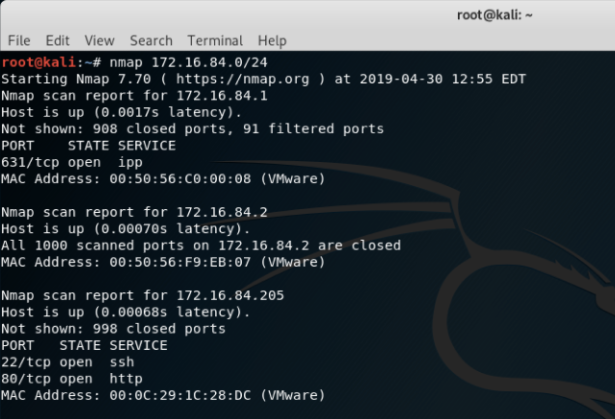 root@kali: ~
File Edit View Search Terminal Help
root@kali:~# nmap 172.16.84.0/24
Starting Nmap 7.70 ( https://nmap.org ) at 2019-04-30 12:55 EDT
Nmap scan report for 172.16.84.1
Host is up (0.0017s latency).
Not shown: 908 closed ports, 91 filtered ports
PORT    STATE SERVICE
631/tcp open  ipp
MAC Address: 00:50:56:C0:00:08 (VMware)
Nmap scan report for 172.16.84.2
Host is up (0.00070s latency).
All 1000 scanned ports on 172.16.84.2 are closed
MAC Address: 00:50:56:F9:EB:07 (VMware)
Nmap scan report for 172.16.84.205
Host is up (0.00068s latency).
Not shown: 998 closed ports
PORT   STATE SERVICE
22/tcp open  ssh
80/tcp open  http
MAC Address: 00:0C:29:1C:28:DC (VMware)